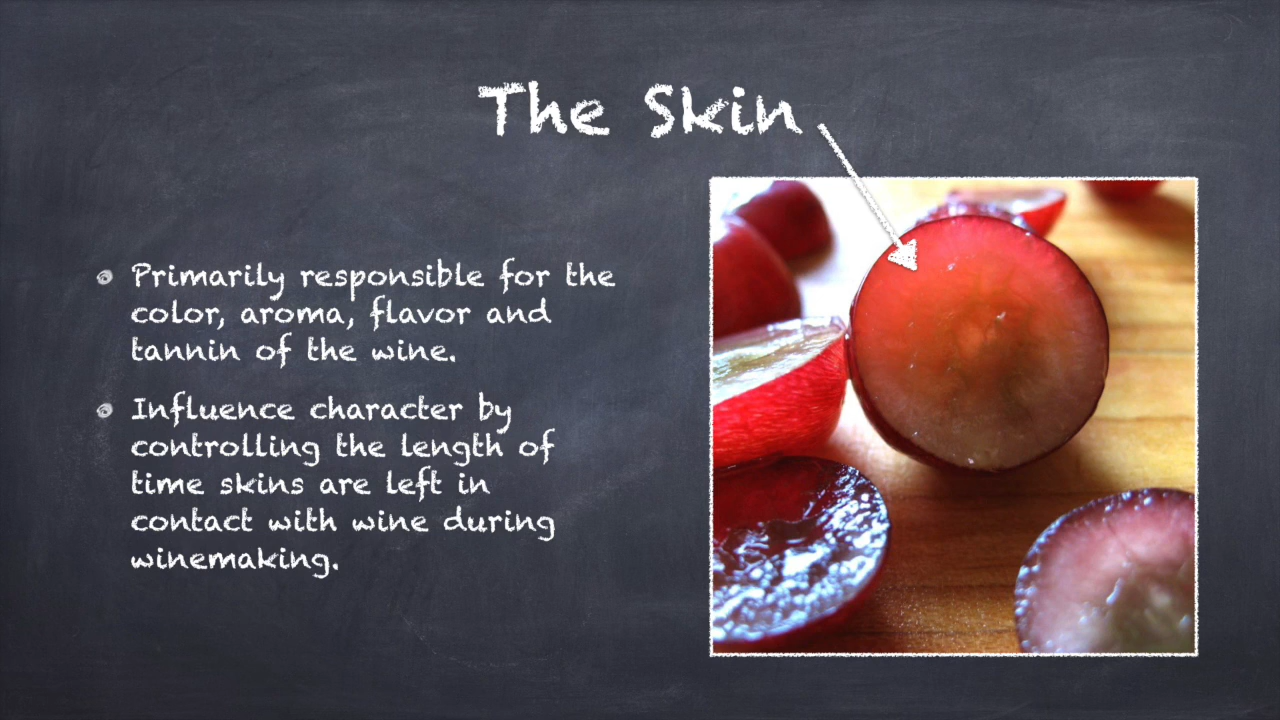 The Skin
Primarily responsible for the
color, aroma, flavor and
tannin of the wine.
Influence character by
controlling the length of
time skins are left in
contact with wine during
winemaking.